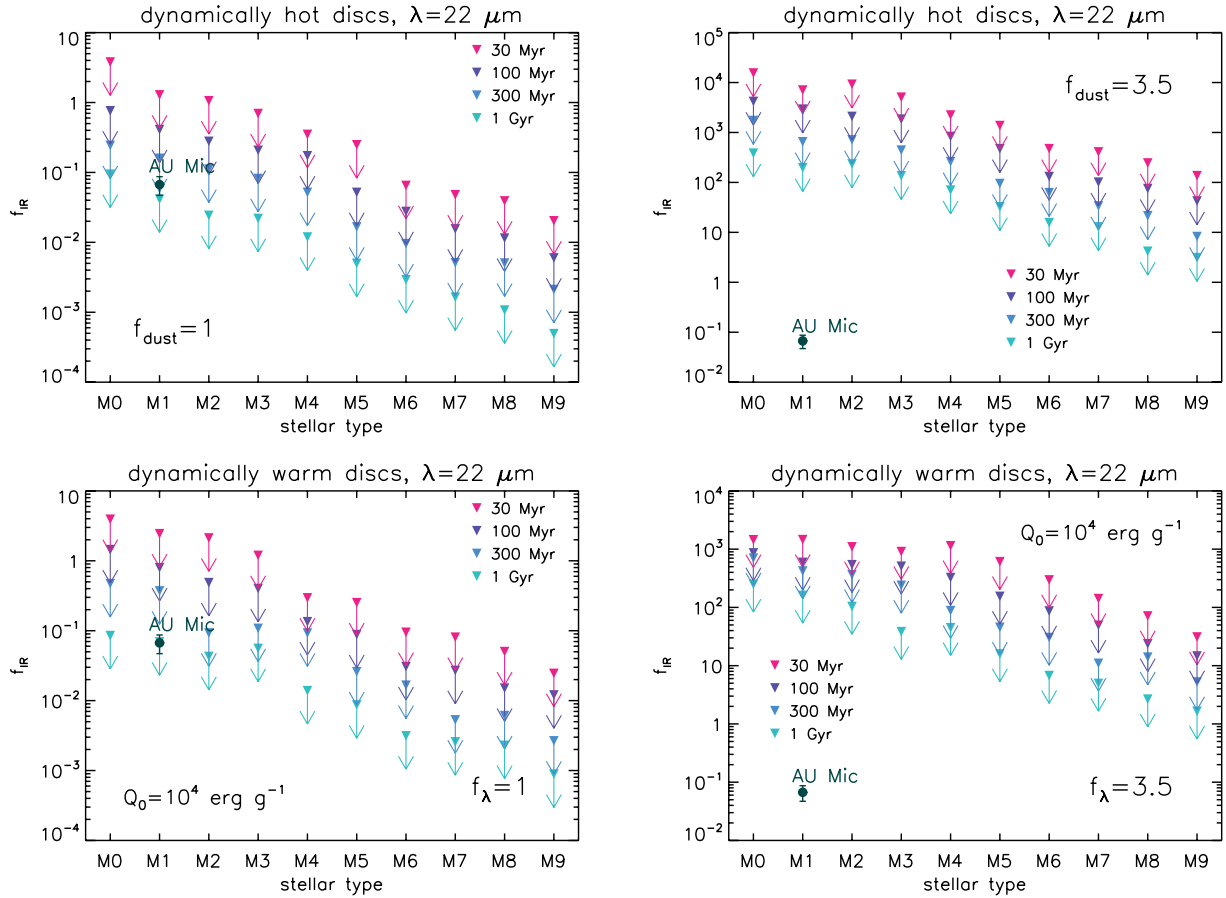 dynamically hot discs, λ=22 μm
10
1
10⁻¹
10⁻²
10⁻³
10⁻⁴
f_IR
30 Myr
100 Myr
300 Myr
1 Gyr
AU Mic
f_dust=1
M0 M1 M2 M3 M4 M5 M6 M7 M8 M9
stellar type
dynamically hot discs, λ=22 μm
10⁵
10⁴
10³
10²
10
1
10⁻¹
10⁻²
f_IR
f_dust=3.5
30 Myr
100 Myr
300 Myr
1 Gyr
AU Mic
M0 M1 M2 M3 M4 M5 M6 M7 M8 M9
stellar type
dynamically warm discs, λ=22 μm
10
1
10⁻¹
10⁻²
10⁻³
10⁻⁴
f_IR
30 Myr
100 Myr
300 Myr
1 Gyr
AU Mic
Q₀=10⁴ erg g⁻¹
f_λ=1
M0 M1 M2 M3 M4 M5 M6 M7 M8 M9
stellar type
dynamically warm discs, λ=22 μm
10⁴
10³
10²
10
1
10⁻¹
10⁻²
f_IR
Q₀=10⁴ erg g⁻¹
30 Myr
100 Myr
300 Myr
1 Gyr
AU Mic
f_λ=3.5
M0 M1 M2 M3 M4 M5 M6 M7 M8 M9
stellar type